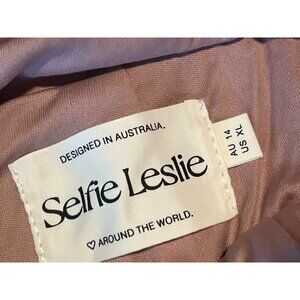 DESIGNED IN AUSTRALIA.
Selfie Leslie
♡ AROUND THE WORLD.
AU 14
US XL